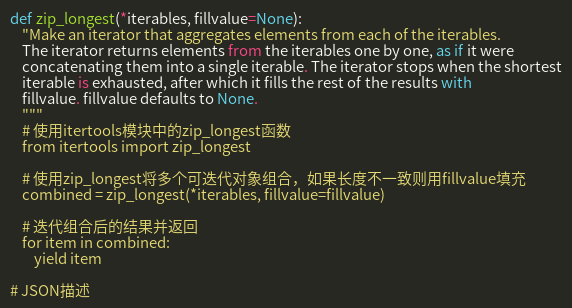 def zip_longest(*iterables, fillvalue=None):
"Make an iterator that aggregates elements from each of the iterables.
The iterator returns elements from the iterables one by one, as if it were
concatenating them into a single iterable. The iterator stops when the shortest
iterable is exhausted, after which it fills the rest of the results with
fillvalue. fillvalue defaults to None.
"""
# 使用itertools模块中的zip_longest函数
from itertools import zip_longest
# 使用zip_longest将多个可迭代对象组合，如果长度不一致则用fillvalue填充
combined = zip_longest(*iterables, fillvalue=fillvalue)
# 迭代组合后的结果并返回
for item in combined:
yield item
# JSON描述